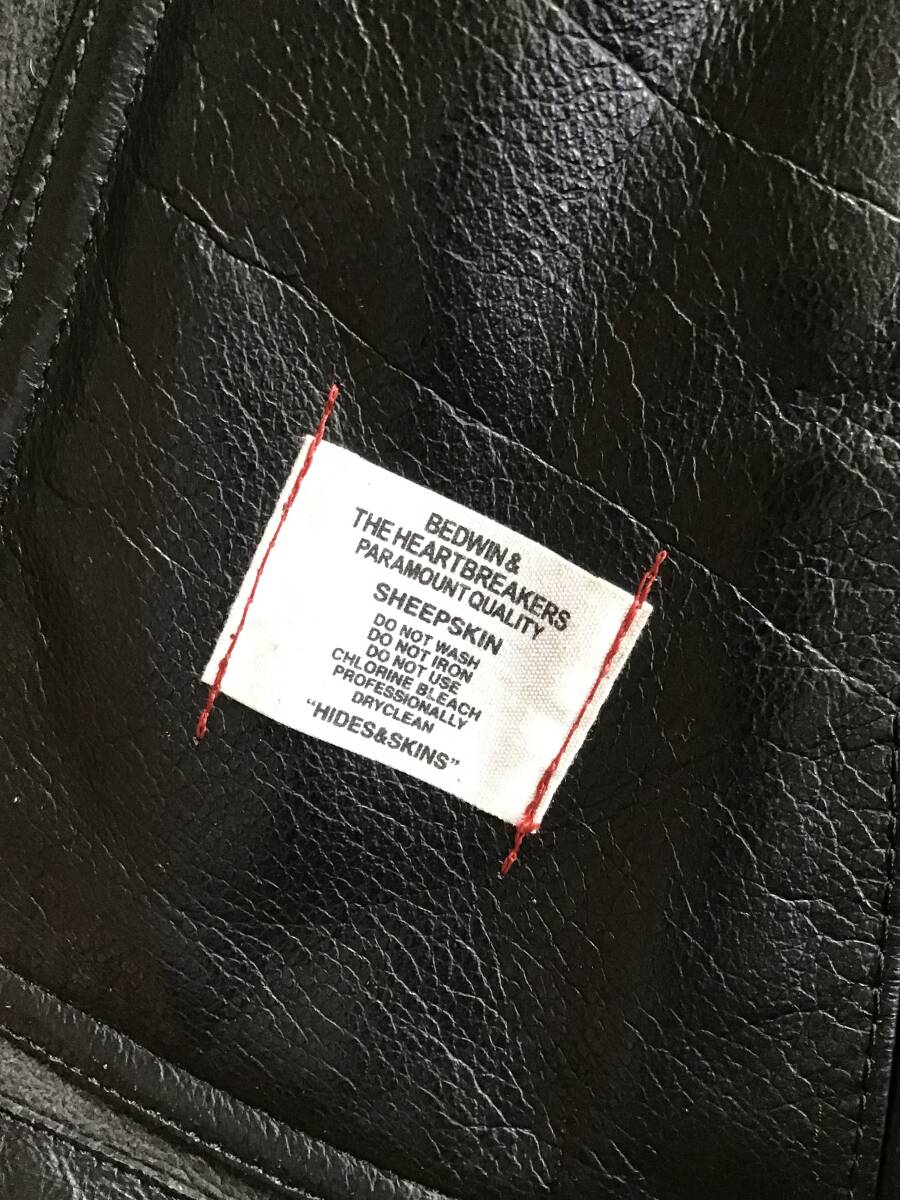 BEDWIN&
THE HEARTBREAKERS
PARAMOUNT QUALITY
SHEEPSKIN
DO NOT WASH
DO NOT IRON
DO NOT USE
CHLORINE BLEACH
PROFESSIONALLY
DRYCLEAN
“HIDES&SKINS”